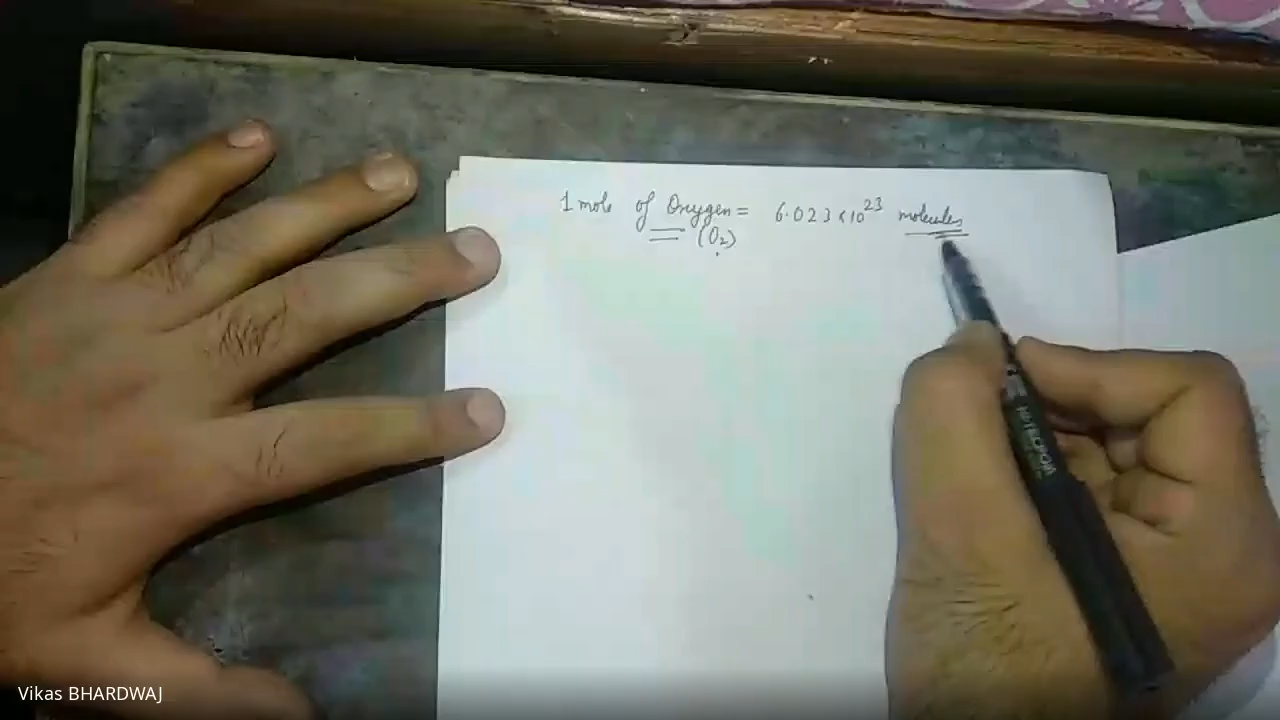 1 mole of Oxygen = 6.023 × 10²³ molecules
(O₂)
Vikas BHARDWAJ